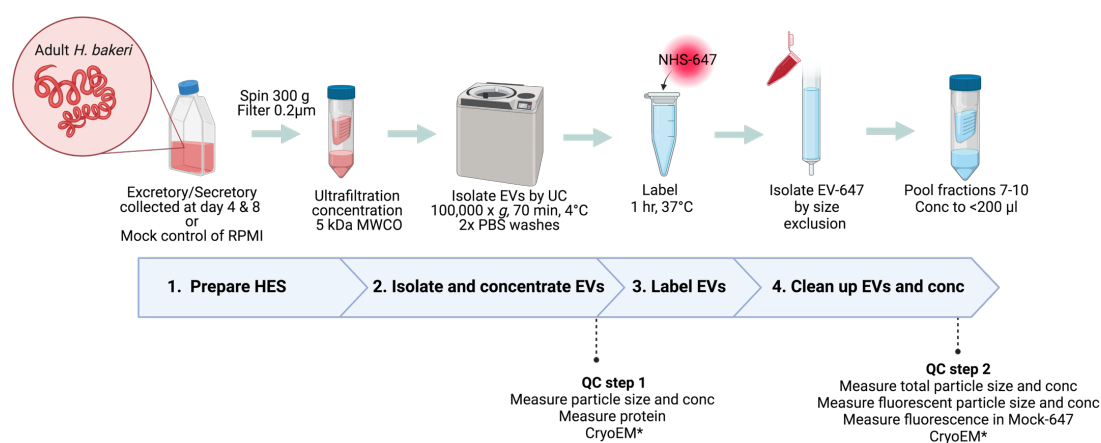 Adult H. bakeri
Spin 300 g
Filter 0.2µm
NHS-647
Excretory/Secretory
collected at day 4 & 8
or
Mock control of RPMI
Ultrafiltration
concentration
5 kDa MWCO
Isolate EVs by UC
100,000 x g, 70 min, 4°C
2x PBS washes
Label
1 hr, 37°C
Isolate EV-647
by size
exclusion
Pool fractions 7-10
Conc to <200 µl
1. Prepare HES
2. Isolate and concentrate EVs
3. Label EVs
4. Clean up EVs and conc
QC step 1
Measure particle size and conc
Measure protein
CryoEM*
QC step 2
Measure total particle size and conc
Measure fluorescent particle size and conc
Measure fluorescence in Mock-647
CryoEM*